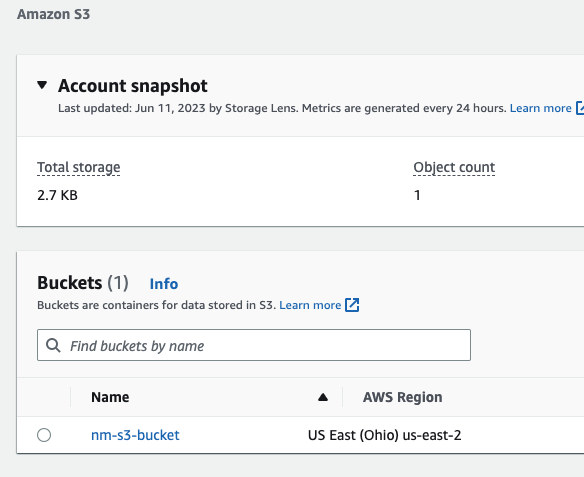 Amazon S3
Account snapshot
Last updated: Jun 11, 2023 by Storage Lens. Metrics are generated every 24 hours. Learn more
Total storage
Object count
2.7 KB
1
Buckets (1) Info
Buckets are containers for data stored in S3. Learn more
Find buckets by name
Name AWS Region
nm-s3-bucket US East (Ohio) us-east-2